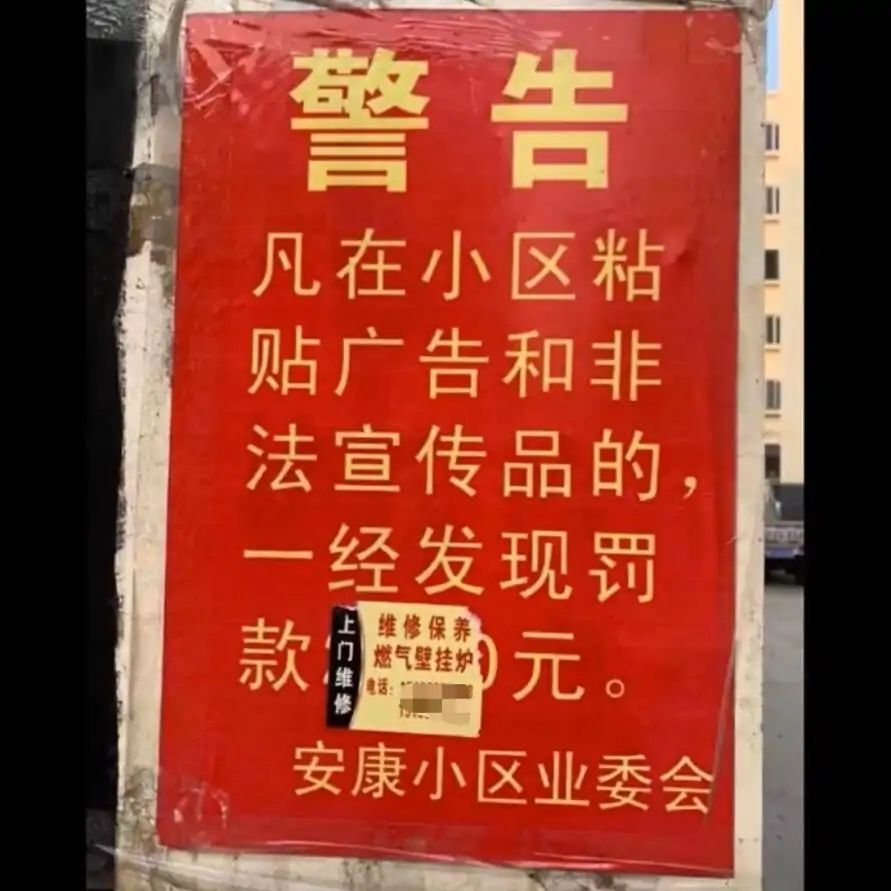 警告
凡在小区粘
贴广告和非
法宣传品的，
一经发现罚
款 元。
上门维修
维修保养
燃气壁挂炉
电话：
安康小区业委会